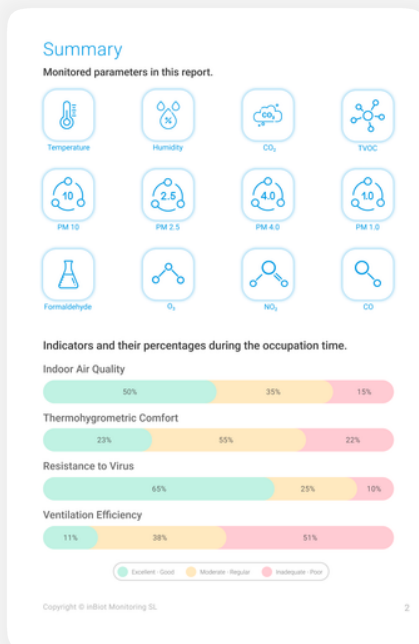 Summary
Monitored parameters in this report.
%
CO₂
Temperature
Humidity
CO₂
TVOC
10
2.5
4.0
1.0
PM 10
PM 2.5
PM 4.0
PM 1.0
Formaldehyde
O₃
NO₂
CO
Indicators and their percentages during the occupation time.
Indoor Air Quality
50% 35% 15%
Thermohygrometric Comfort
23% 55% 22%
Resistance to Virus
65% 25% 10%
Ventilation Efficiency
11% 38% 51%
Excellent - Good Moderate - Regular Inadequate - Poor
Copyright © inBiot Monitoring SL 2